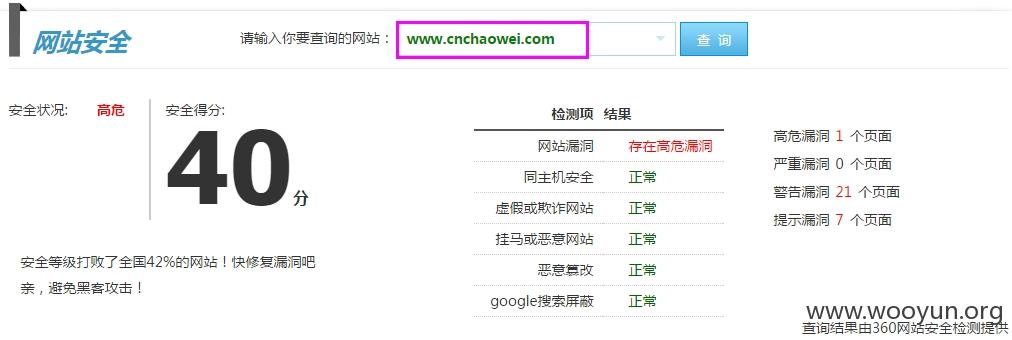 网站安全
请输入你要查询的网站： www.cnchaowei.com 查 询
安全状况: 高危
安全得分:
40分
安全等级打败了全国42%的网站！快修复漏洞吧
亲，避免黑客攻击！
检测项 结果
网站漏洞 存在高危漏洞
同主机安全 正常
虚假或欺诈网站 正常
挂马或恶意网站 正常
恶意篡改 正常
google搜索屏蔽 正常
高危漏洞 1 个页面
严重漏洞 0 个页面
警告漏洞 21 个页面
提示漏洞 7 个页面
www.wooyun.org
查询结果由360网站安全检测提供